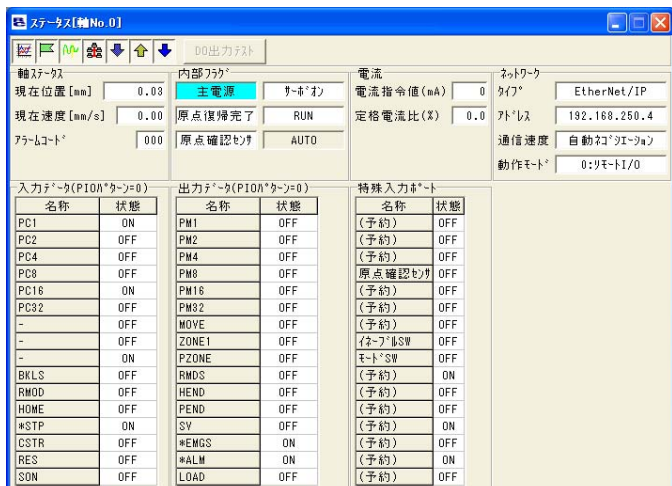 ステータス[軸No.0]
DO出力テスト
軸ステータス
現在位置[mm] 0.03
現在速度[mm/s] 0.00
アラームコード 000
内部フラグ
主電源 サーボオン
原点復帰完了 RUN
原点確認センサ AUTO
電流
電流指令値(mA) 0
定格電流比(%) 0.0
ネットワーク
タイプ EtherNet/IP
アドレス 192.168.250.4
通信速度 自動ネゴシエーション
動作モード 0:リモートI/O
入力データ(PIOパターン=0)
名称 状態
PC1 ON
PC2 OFF
PC4 OFF
PC8 OFF
PC16 ON
PC32 OFF
- OFF
- OFF
- ON
BKLS OFF
RMOD OFF
HOME OFF
*STP ON
CSTR OFF
RES OFF
SON OFF
出力データ(PIOパターン=0)
名称 状態
PM1 OFF
PM2 OFF
PM4 OFF
PM8 OFF
PM16 OFF
PM32 OFF
MOVE OFF
ZONE1 OFF
PZONE OFF
RMDS OFF
HEND OFF
PEND OFF
SV OFF
*EMGS ON
*ALM ON
LOAD OFF
特殊入力ポート
名称 状態
(予約) OFF
(予約) OFF
(予約) OFF
原点確認センサ OFF
(予約) OFF
(予約) OFF
(予約) OFF
イネーブルSW OFF
モードSW OFF
(予約) ON
(予約) OFF
(予約) OFF
(予約) ON
(予約) OFF
(予約) ON
(予約) OFF